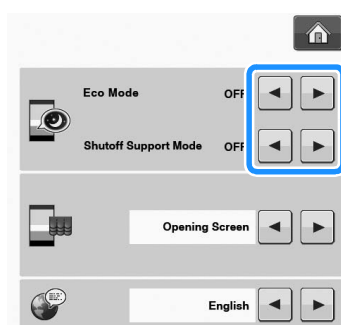 Eco Mode OFF
Shutoff Support Mode OFF
Opening Screen
English